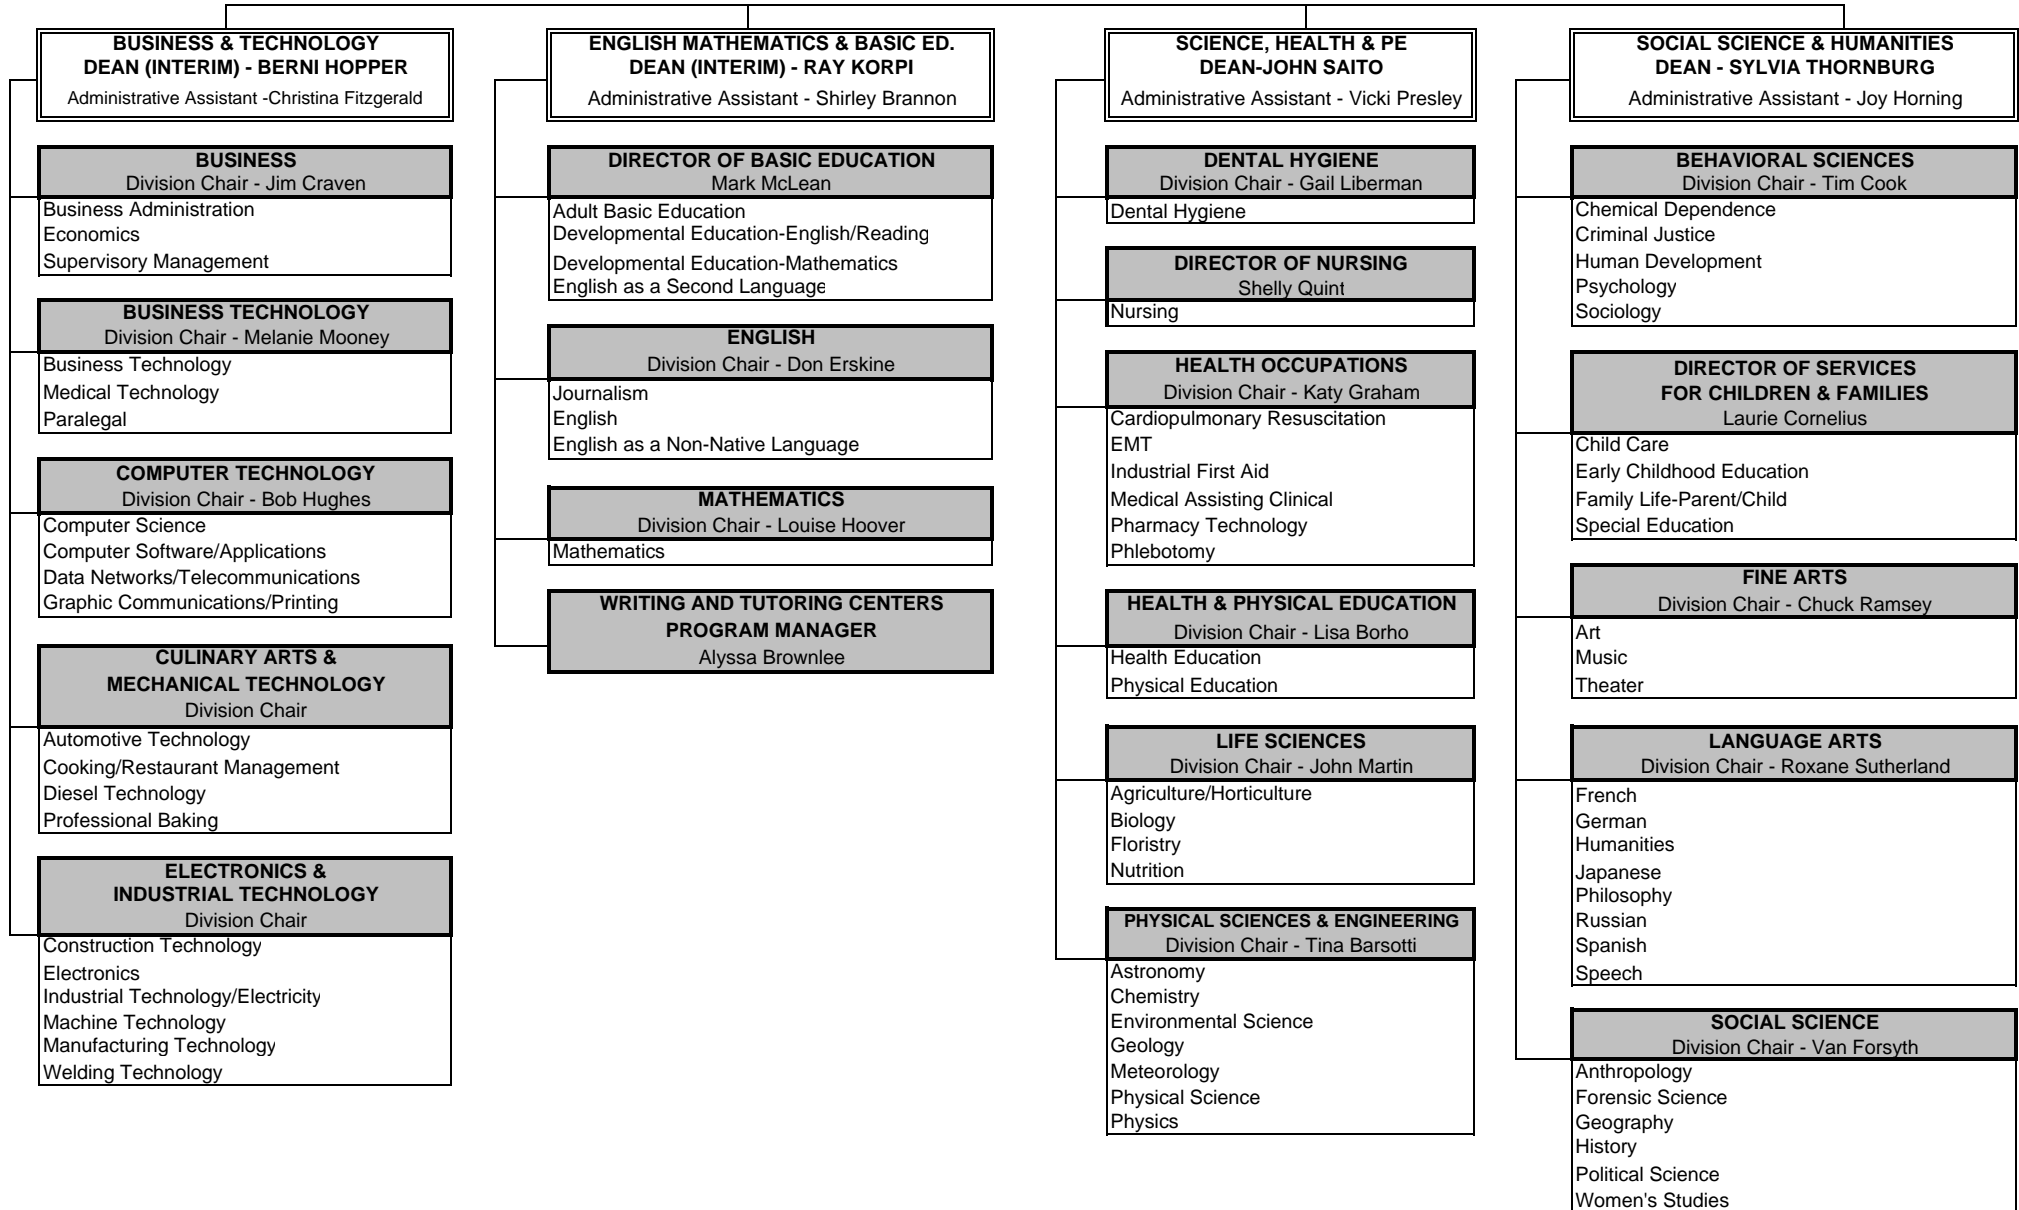 BUSINESS & TECHNOLOGY
DEAN (INTERIM) - BERNI HOPPER
Administrative Assistant -Christina Fitzgerald
BUSINESS
Division Chair - Jim Craven
Business Administration
Economics
Supervisory Management
BUSINESS TECHNOLOGY
Division Chair - Melanie Mooney
Business Technology
Medical Technology
Paralegal
COMPUTER TECHNOLOGY
Division Chair - Bob Hughes
Computer Science
Computer Software/Applications
Data Networks/Telecommunications
Graphic Communications/Printing
CULINARY ARTS &
MECHANICAL TECHNOLOGY
Division Chair
Automotive Technology
Cooking/Restaurant Management
Diesel Technology
Professional Baking
ELECTRONICS &
INDUSTRIAL TECHNOLOGY
Division Chair
Construction Technology
Electronics
Industrial Technology/Electricity
Machine Technology
Manufacturing Technology
Welding Technology
ENGLISH MATHEMATICS & BASIC ED.
DEAN (INTERIM) - RAY KORPI
Administrative Assistant - Shirley Brannon
DIRECTOR OF BASIC EDUCATION
Mark McLean
Adult Basic Education
Developmental Education-English/Reading
Developmental Education-Mathematics
English as a Second Language
ENGLISH
Division Chair - Don Erskine
Journalism
English
English as a Non-Native Language
MATHEMATICS
Division Chair - Louise Hoover
Mathematics
WRITING AND TUTORING CENTERS
PROGRAM MANAGER
Alyssa Brownlee
SCIENCE, HEALTH & PE
DEAN-JOHN SAITO
Administrative Assistant - Vicki Presley
DENTAL HYGIENE
Division Chair - Gail Liberman
Dental Hygiene
DIRECTOR OF NURSING
Shelly Quint
Nursing
HEALTH OCCUPATIONS
Division Chair - Katy Graham
Cardiopulmonary Resuscitation
EMT
Industrial First Aid
Medical Assisting Clinical
Pharmacy Technology
Phlebotomy
HEALTH & PHYSICAL EDUCATION
Division Chair - Lisa Borho
Health Education
Physical Education
LIFE SCIENCES
Division Chair - John Martin
Agriculture/Horticulture
Biology
Floristry
Nutrition
PHYSICAL SCIENCES & ENGINEERING
Division Chair - Tina Barsotti
Astronomy
Chemistry
Environmental Science
Geology
Meteorology
Physical Science
Physics
SOCIAL SCIENCE & HUMANITIES
DEAN - SYLVIA THORNBURG
Administrative Assistant - Joy Horning
BEHAVIORAL SCIENCES
Division Chair - Tim Cook
Chemical Dependence
Criminal Justice
Human Development
Psychology
Sociology
DIRECTOR OF SERVICES
FOR CHILDREN & FAMILIES
Laurie Cornelius
Child Care
Early Childhood Education
Family Life-Parent/Child
Special Education
FINE ARTS
Division Chair - Chuck Ramsey
Art
Music
Theater
LANGUAGE ARTS
Division Chair - Roxane Sutherland
French
German
Humanities
Japanese
Philosophy
Russian
Spanish
Speech
SOCIAL SCIENCE
Division Chair - Van Forsyth
Anthropology
Forensic Science
Geography
History
Political Science
Women's Studies